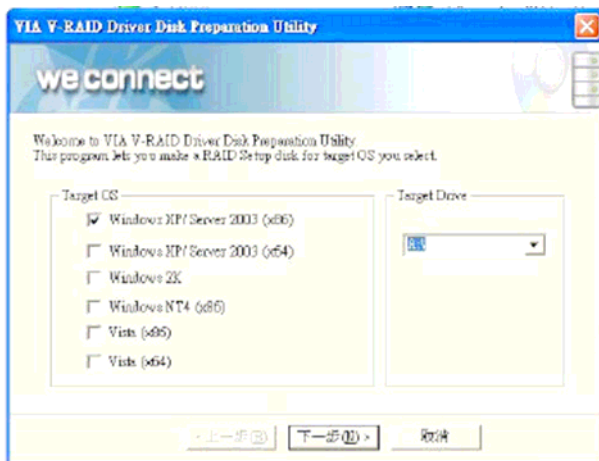 VIA V-RAID Driver Disk Preparation Utility
we connect
Welcome to VIA V-RAID Driver Disk Preparation Utility
This program lets you make a RAID Setup disk for target OS you select.
Target OS
Target Drive
Windows XP/ Server 2003 (x86)
A:\
Windows XP/ Server 2003 (x64)
Windows 2K
Windows NT4 (x86)
Vista (x86)
Vista (x64)
< 上一步(B)
下一步(N) >
取消